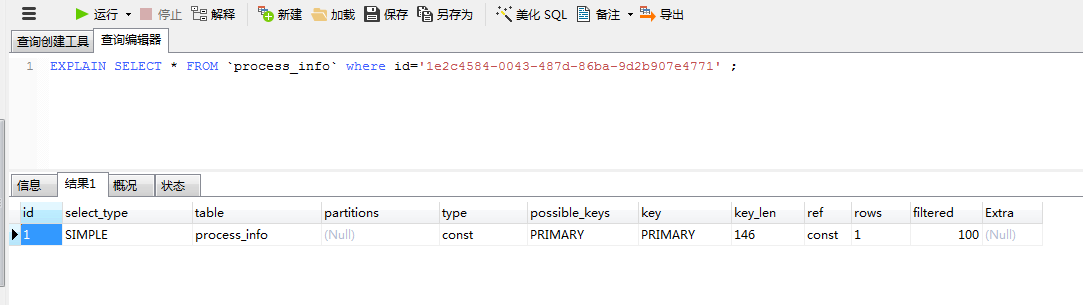 运行 停止 解释 新建 加载 保存 另存为 美化 SQL 备注 导出
查询创建工具 查询编辑器
1 EXPLAIN SELECT * FROM `process_info` where id='1e2c4584-0043-487d-86ba-9d2b907e4771' ;
信息 结果1 概况 状态
id select_type table partitions type possible_keys key key_len ref rows filtered Extra
1 SIMPLE process_info (Null) const PRIMARY PRIMARY 146 const 1 100 (Null)